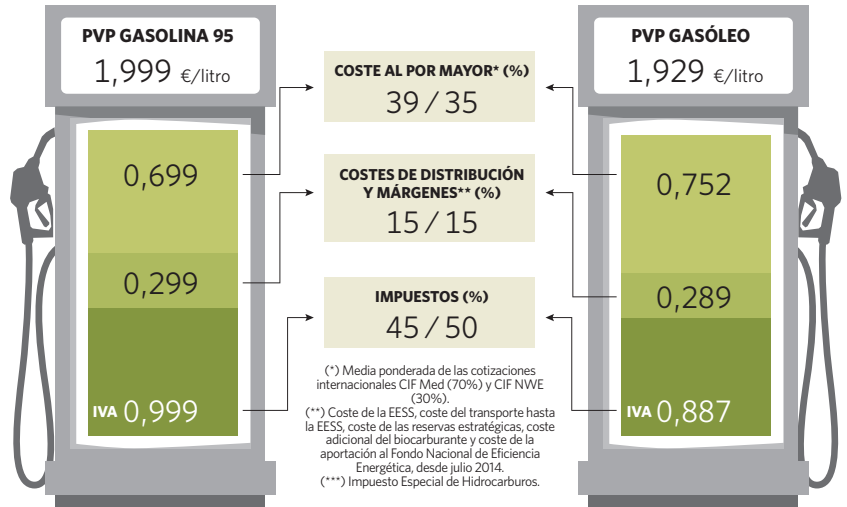 PVP GASOLINA 95
1,999 €/litro
0,699
0,299
IVA 0,999
COSTE AL POR MAYOR* (%)
39 / 35
COSTES DE DISTRIBUCIÓN
Y MÁRGENES** (%)
15 / 15
IMPUESTOS (%)
45 / 50
(*) Media ponderada de las cotizaciones
internacionales CIF Med (70%) y CIF NWE
(30%).
(**) Coste de la EESS, coste del transporte hasta
la EESS, coste de las reservas estratégicas, coste
adicional del biocarburante y coste de la
aportación al Fondo Nacional de Eficiencia
Energética, desde julio 2014.
(***) Impuesto Especial de Hidrocarburos.
PVP GASÓLEO
1,929 €/litro
0,752
0,289
IVA 0,887